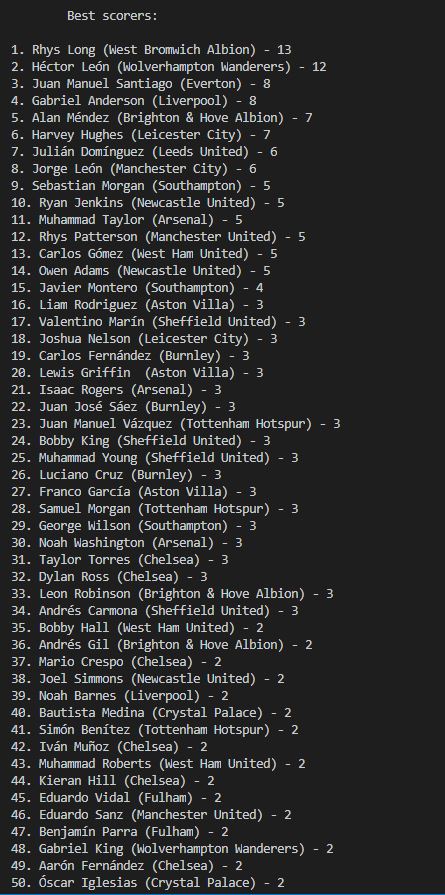 Best scorers:
1. Rhys Long (West Bromwich Albion) - 13
2. Héctor León (Wolverhampton Wanderers) - 12
3. Juan Manuel Santiago (Everton) - 8
4. Gabriel Anderson (Liverpool) - 8
5. Alan Méndez (Brighton & Hove Albion) - 7
6. Harvey Hughes (Leicester City) - 7
7. Julián Domínguez (Leeds United) - 6
8. Jorge León (Manchester City) - 6
9. Sebastian Morgan (Southampton) - 5
10. Ryan Jenkins (Newcastle United) - 5
11. Muhammad Taylor (Arsenal) - 5
12. Rhys Patterson (Manchester United) - 5
13. Carlos Gómez (West Ham United) - 5
14. Owen Adams (Newcastle United) - 5
15. Javier Montero (Southampton) - 4
16. Liam Rodriguez (Aston Villa) - 3
17. Valentino Marín (Sheffield United) - 3
18. Joshua Nelson (Leicester City) - 3
19. Carlos Fernández (Burnley) - 3
20. Lewis Griffin  (Aston Villa) - 3
21. Isaac Rogers (Arsenal) - 3
22. Juan José Sáez (Burnley) - 3
23. Juan Manuel Vázquez (Tottenham Hotspur) - 3
24. Bobby King (Sheffield United) - 3
25. Muhammad Young (Sheffield United) - 3
26. Luciano Cruz (Burnley) - 3
27. Franco García (Aston Villa) - 3
28. Samuel Morgan (Tottenham Hotspur) - 3
29. George Wilson (Southampton) - 3
30. Noah Washington (Arsenal) - 3
31. Taylor Torres (Chelsea) - 3
32. Dylan Ross (Chelsea) - 3
33. Leon Robinson (Brighton & Hove Albion) - 3
34. Andrés Carmona (Sheffield United) - 3
35. Bobby Hall (West Ham United) - 2
36. Andrés Gil (Brighton & Hove Albion) - 2
37. Mario Crespo (Chelsea) - 2
38. Joel Simmons (Newcastle United) - 2
39. Noah Barnes (Liverpool) - 2
40. Bautista Medina (Crystal Palace) - 2
41. Simón Benítez (Tottenham Hotspur) - 2
42. Iván Muñoz (Chelsea) - 2
43. Muhammad Roberts (West Ham United) - 2
44. Kieran Hill (Chelsea) - 2
45. Eduardo Vidal (Fulham) - 2
46. Eduardo Sanz (Manchester United) - 2
47. Benjamín Parra (Fulham) - 2
48. Gabriel King (Wolverhampton Wanderers) - 2
49. Aarón Fernández (Chelsea) - 2
50. Óscar Iglesias (Crystal Palace) - 2